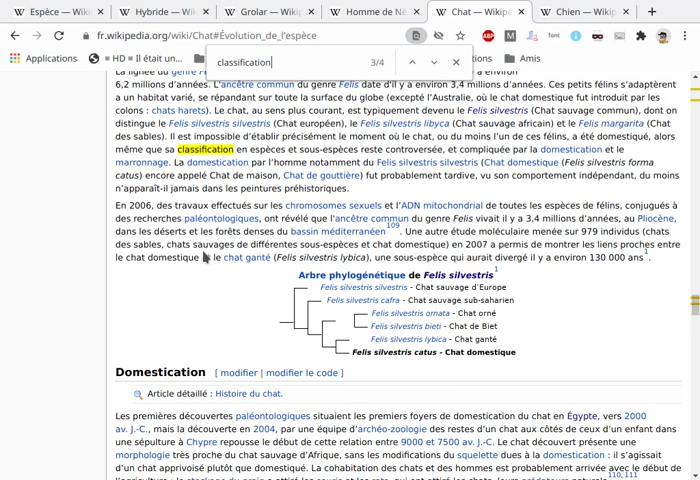 Espèce — Wikip
Hybride — Wiki
Grolar — Wikip
Homme de Né
Chat — Wikipe
Chien — Wikip
fr.wikipedia.org/wiki/Chat#Évolution_de_l'espèce
Applications
≡ HD ≡ Il était un...
Amis
Autres favoris
classification
3/4
6,2 millions d'années. L'ancêtre commun du genre Felis date d'il y a environ 3,4 millions d'années. Ces petits félins s'adaptèrent
a un habitat varié, se répandant sur toute la surface du globe (excepté l'Australie, où le chat domestique fut introduit par les
colons : chats harets). Le chat, au sens plus courant, est typiquement devenu le Felis silvestris (Chat sauvage commun), dont on
distingue le Felis silvestris silvestris (Chat européen), le Felis silvestris libyca (Chat sauvage africain) et le Felis margarita (Chat
des sables). Il est impossible d'établir précisément le moment où le chat, ou du moins l'un de ces félins, a été domestiqué, alors
même que sa classification en espèces et sous-espèces reste controversée, et compliquée par la domestication et le
marronnage. La domestication par l'homme notamment du Felis silvestris silvestris (Chat domestique (Felis silvestris forma
catus) encore appelé Chat de maison, Chat de gouttière) fut probablement tardive, vu son comportement indépendant, du moins
n'apparaît-il jamais dans les peintures préhistoriques.
En 2006, des travaux effectués sur les chromosomes sexuels et l'ADN mitochondrial de toutes les espèces de félins, conjugués à
des recherches paléontologiques, ont révélé que l'ancêtre commun du genre Felis vivait il y a 3,4 millions d'années, au Pliocène,
dans les déserts et les forêts denses du bassin méditerranéen109. Une autre étude moléculaire menée sur 979 individus (chats
des sables, chats sauvages de différentes sous-espèces et chat domestique) en 2007 a permis de montrer les liens proches entre
le chat domestique le chat ganté (Felis silvestris lybica), une sous-espèce qui aurait divergé il y a environ 130 000 ans1.
Arbre phylogénétique de Felis silvestris1
Felis silvestris silvestris - Chat sauvage d'Europe
Felis silvestris cafra - Chat sauvage sub-saharien
Felis silvestris ornata - Chat orné
Felis silvestris bieti - Chat de Biet
Felis silvestris lybica - Chat ganté
Felis silvestris catus - Chat domestique
Domestication [ modifier | modifier le code ]
Article détaillé : Histoire du chat.
Les premières découvertes paléontologiques situaient les premiers foyers de domestication du chat en Égypte, vers 2000
av. J.-C., mais la découverte en 2004, par une équipe d'archéo-zoologie des restes d'un chat aux côtés de ceux d'un enfant dans
une sépulture à Chypre repousse le début de cette relation entre 9000 et 7500 av. J.-C. Le chat découvert présente une
morphologie très proche du chat sauvage d'Afrique, sans les modifications du squelette dues à la domestication : il s'agissait
d'un chat apprivoisé plutôt que domestiqué. La cohabitation des chats et des hommes est probablement arrivée avec le début de